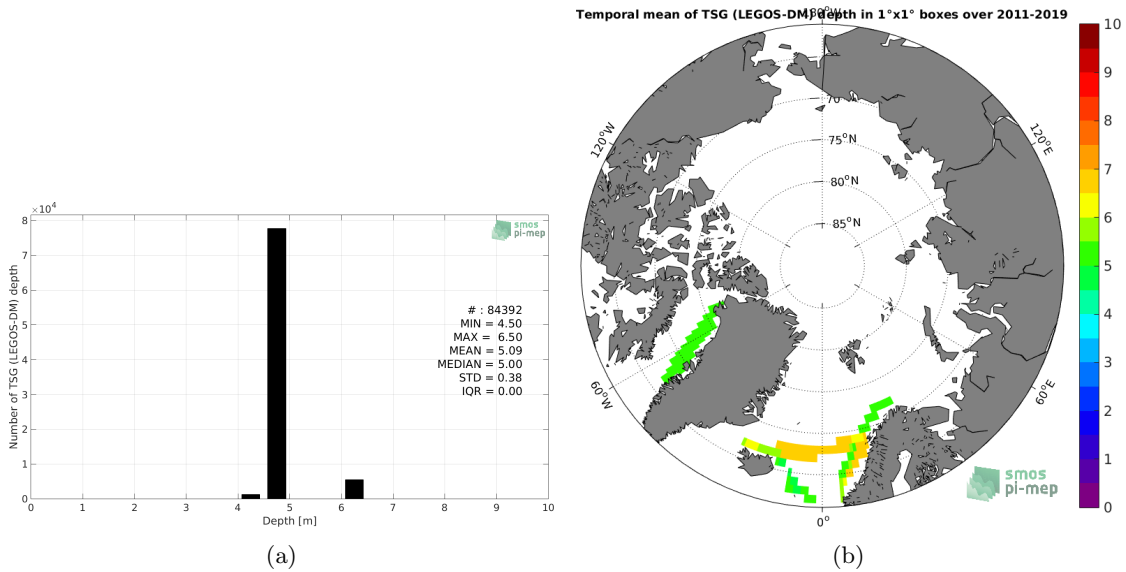 ×10⁴
8
7
6
5
4
3
2
1
0
Number of TSG (LEGOS-DM) depth
smos
pi-mep
# : 84392
MIN = 4.50
MAX = 6.50
MEAN = 5.09
MEDIAN = 5.00
STD = 0.38
IQR = 0.00
0 1 2 3 4 5 6 7 8 9 10
Depth [m]
(a)
Temporal mean of TSG (LEGOS-DM) depth in 1°x1° boxes over 2011-2019
180°W
120°W
120°E
70
75°N
80°N
85°N
60°W
60°E
0°
smos
pi-mep
10
9
8
7
6
5
4
3
2
1
0
(b)